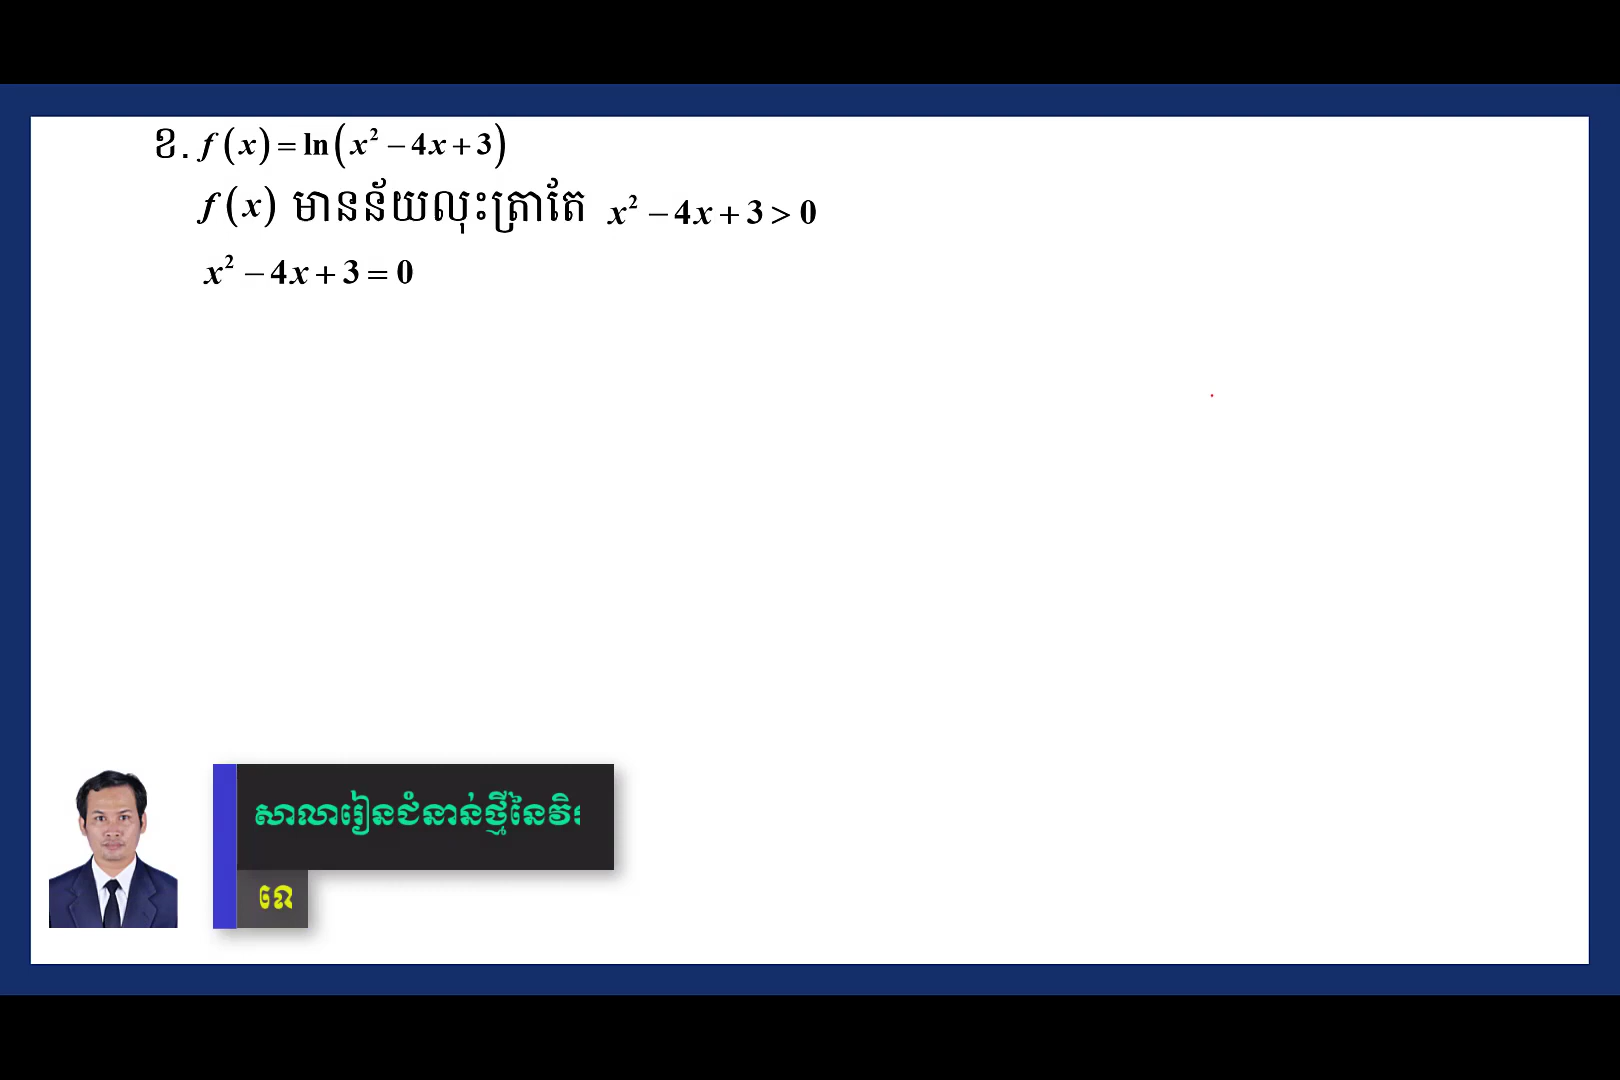 ខ. f(x) = ln(x² − 4x + 3)
f(x) មានន័យលុះត្រាតែ x² − 4x + 3 > 0
x² − 4x + 3 = 0
សាលារៀនជំនាន់ថ្មីនៃវិ
ទេ